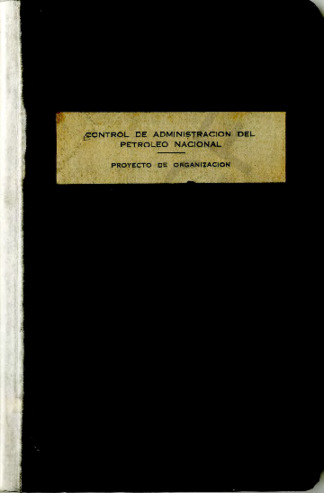 CONTROL DE ADMINISTRACION DEL
PETROLEO NACIONAL
PROYECTO DE ORGANIZACION